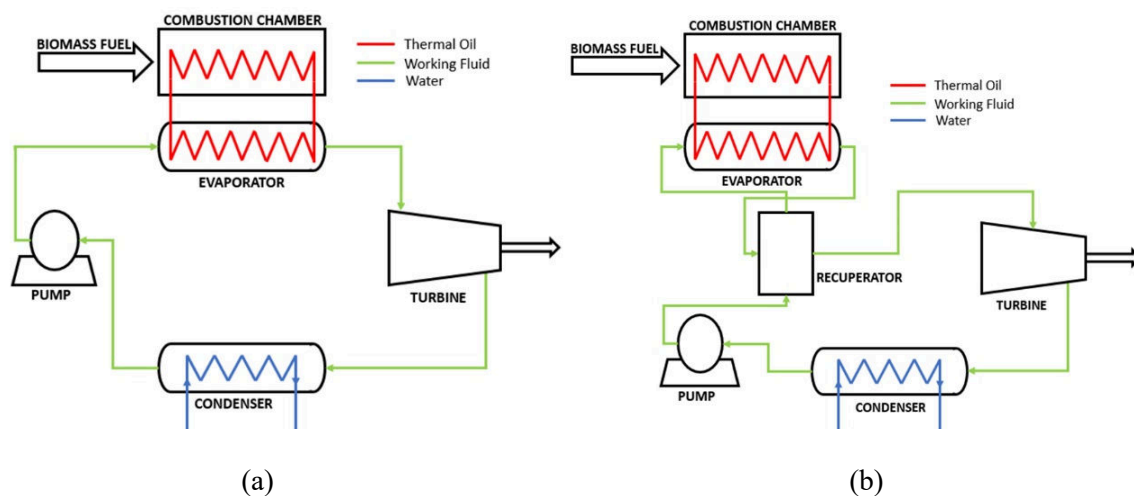 COMBUSTION CHAMBER
BIOMASS FUEL
Thermal Oil
Working Fluid
Water
EVAPORATOR
PUMP
TURBINE
CONDENSER
(a)
COMBUSTION CHAMBER
BIOMASS FUEL
Thermal Oil
Working Fluid
Water
EVAPORATOR
RECUPERATOR
TURBINE
PUMP
CONDENSER
(b)